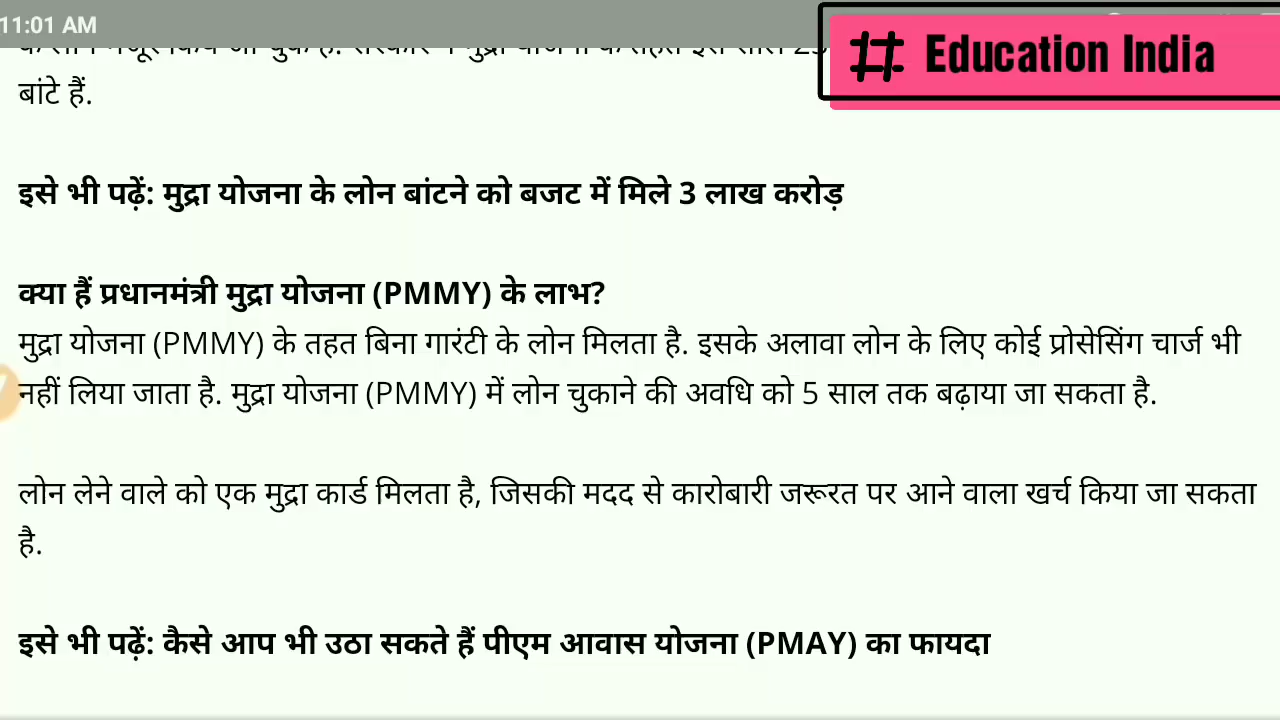 11:01 AM
# Education India
बांटे हैं.
इसे भी पढ़ें: मुद्रा योजना के लोन बांटने को बजट में मिले 3 लाख करोड़
क्या हैं प्रधानमंत्री मुद्रा योजना (PMMY) के लाभ?
मुद्रा योजना (PMMY) के तहत बिना गारंटी के लोन मिलता है. इसके अलावा लोन के लिए कोई प्रोसेसिंग चार्ज भी
नहीं लिया जाता है. मुद्रा योजना (PMMY) में लोन चुकाने की अवधि को 5 साल तक बढ़ाया जा सकता है.
लोन लेने वाले को एक मुद्रा कार्ड मिलता है, जिसकी मदद से कारोबारी जरूरत पर आने वाला खर्च किया जा सकता
है.
इसे भी पढ़ें: कैसे आप भी उठा सकते हैं पीएम आवास योजना (PMAY) का फायदा